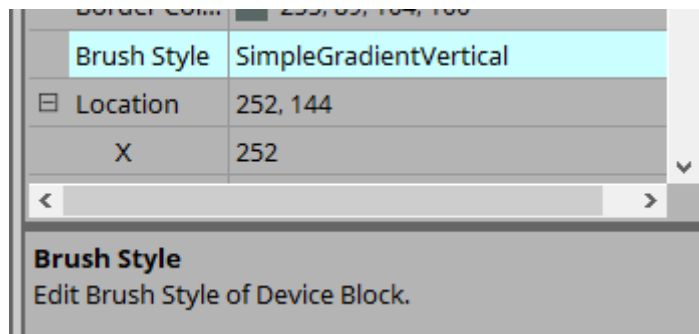 Brush Style SimpleGradientVertical
Location 252, 144
X 252
Brush Style
Edit Brush Style of Device Block.